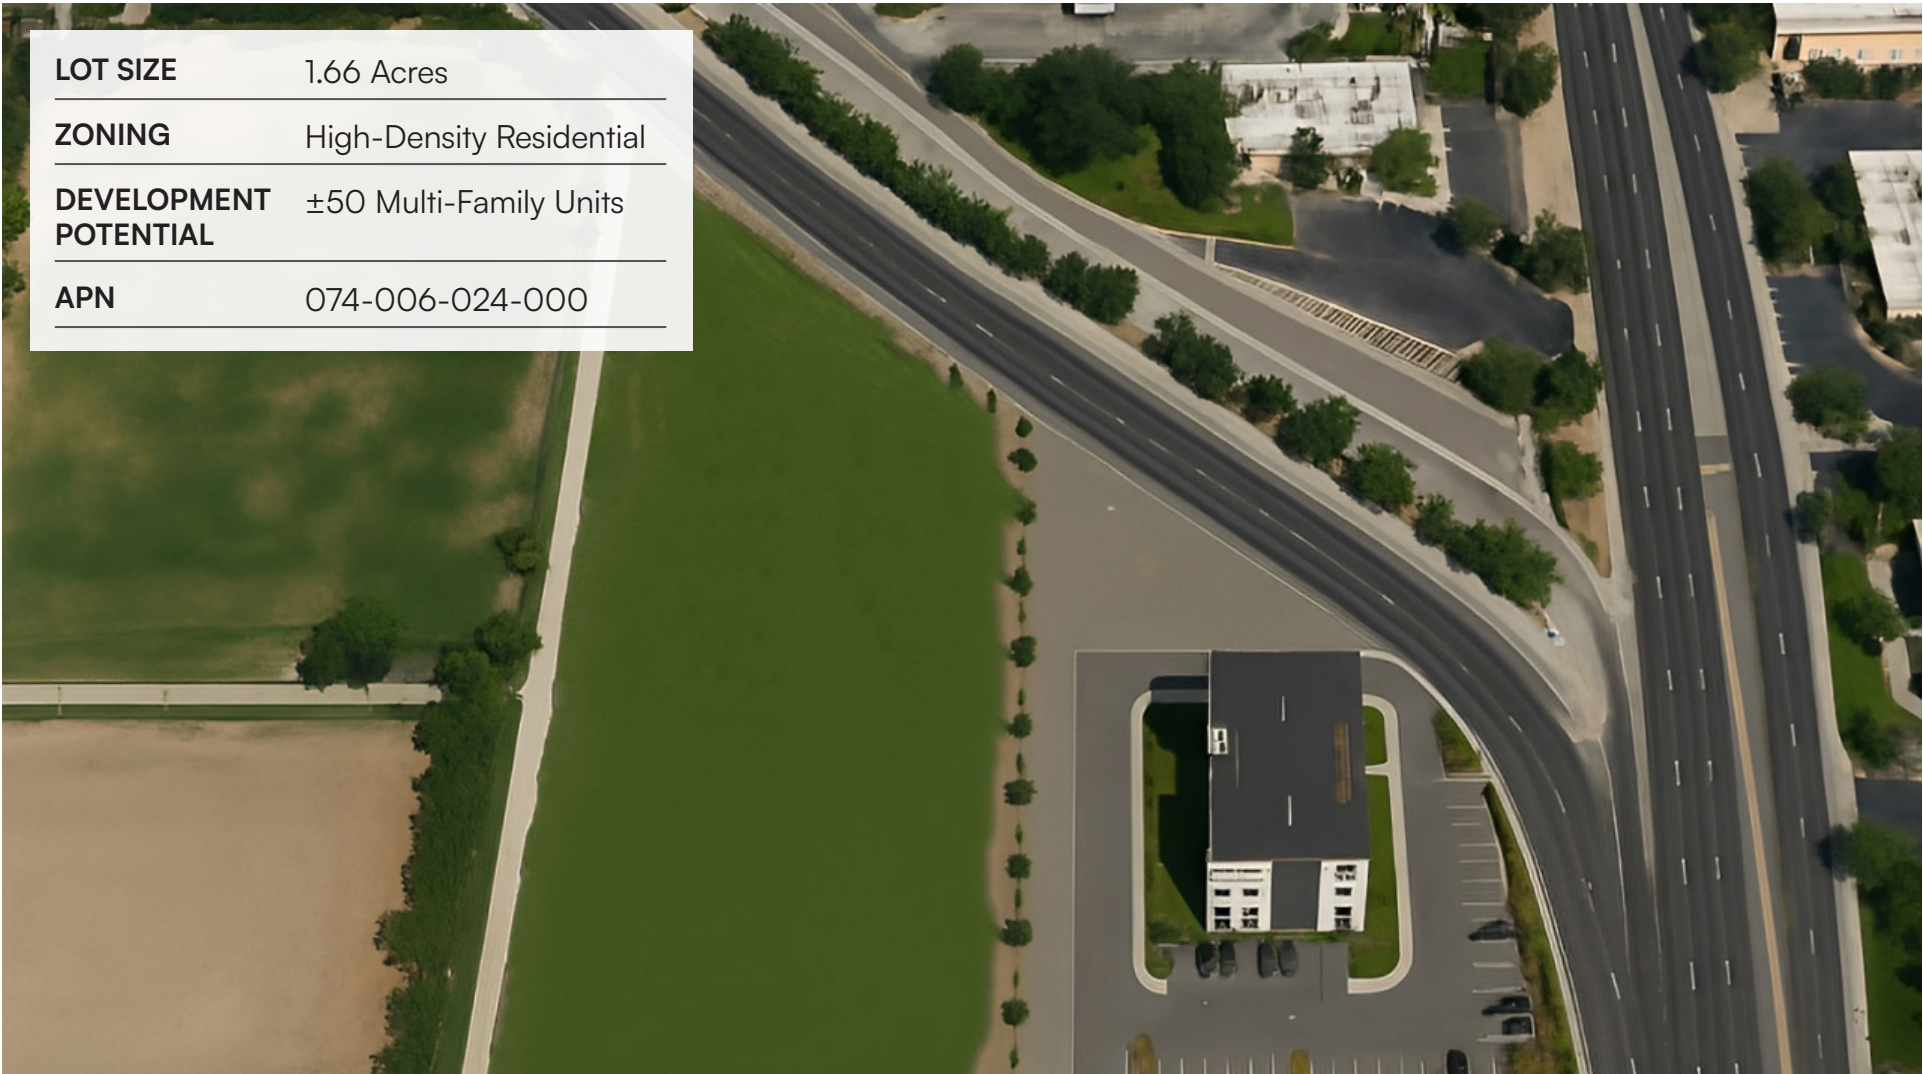 LOT SIZE 1.66 Acres
ZONING High-Density Residential
DEVELOPMENT ±50 Multi-Family Units
POTENTIAL
APN 074-006-024-000